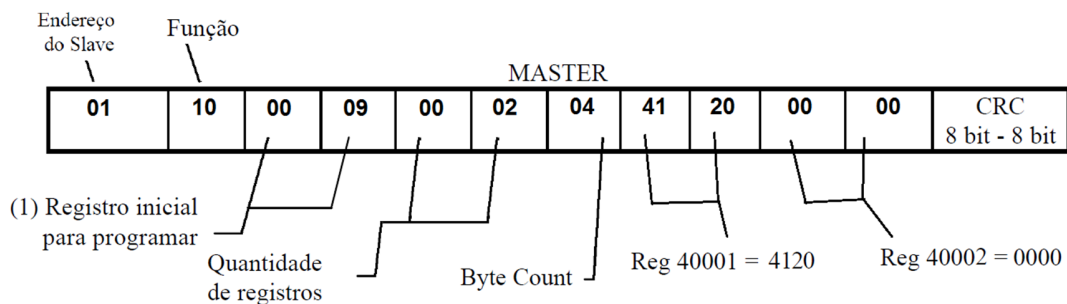 Endereço
do Slave
Função
MASTER
01 10 00 09 00 02 04 41 20 00 00 CRC
8 bit - 8 bit
(1) Registro inicial
para programar
Quantidade
de registros
Byte Count
Reg 40001 = 4120
Reg 40002 = 0000